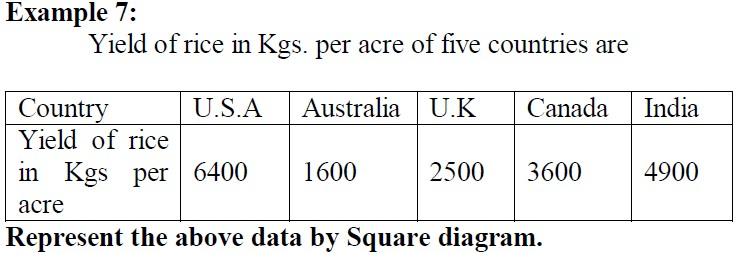 Example 7:
Yield of rice in Kgs. per acre of five countries are
Country U.S.A Australia U.K Canada India
Yield of rice
in Kgs per 6400 1600 2500 3600 4900
acre
Represent the above data by Square diagram.